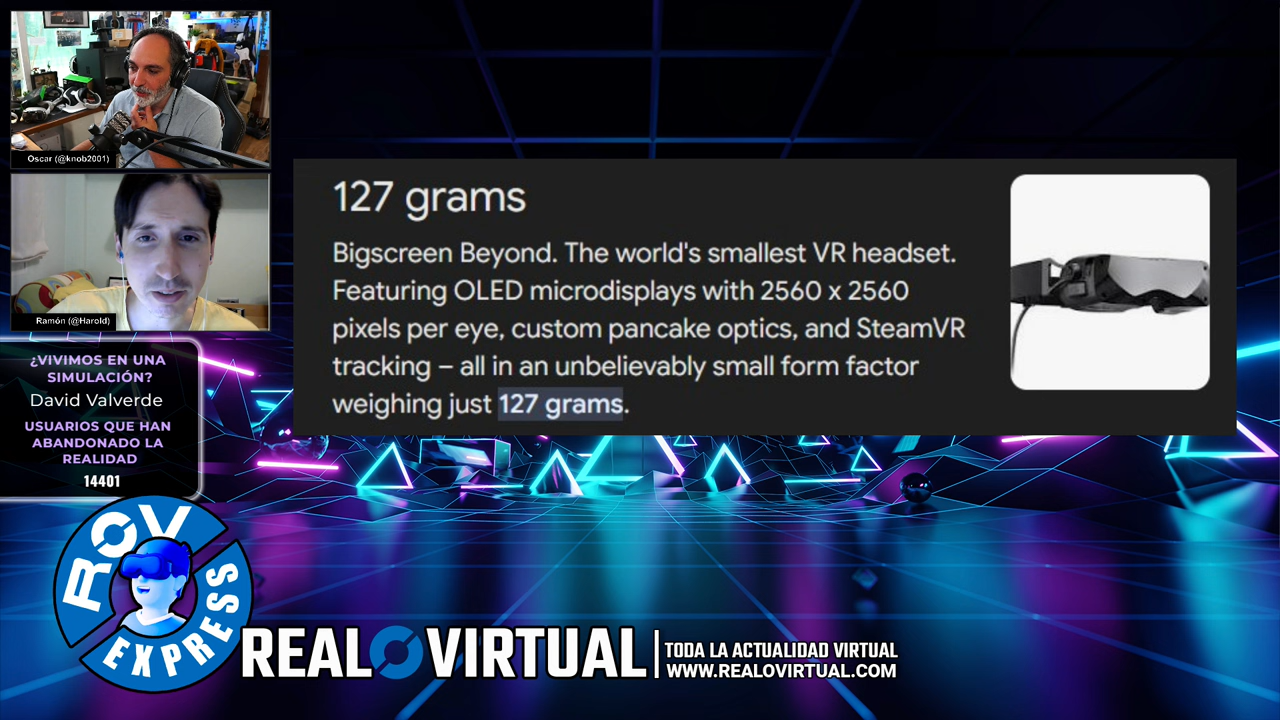 Oscar (@knob2001)
Ramón (@Harold)
¿VIVIMOS EN UNA
SIMULACIÓN?
David Valverde
USUARIOS QUE HAN
ABANDONADO LA
REALIDAD
14401
127 grams
Bigscreen Beyond. The world's smallest VR headset.
Featuring OLED microdisplays with 2560 x 2560
pixels per eye, custom pancake optics, and SteamVR
tracking – all in an unbelievably small form factor
weighing just 127 grams.
ROV
EXPRESS
REAL O VIRTUAL
TODA LA ACTUALIDAD VIRTUAL
WWW.REALOVIRTUAL.COM